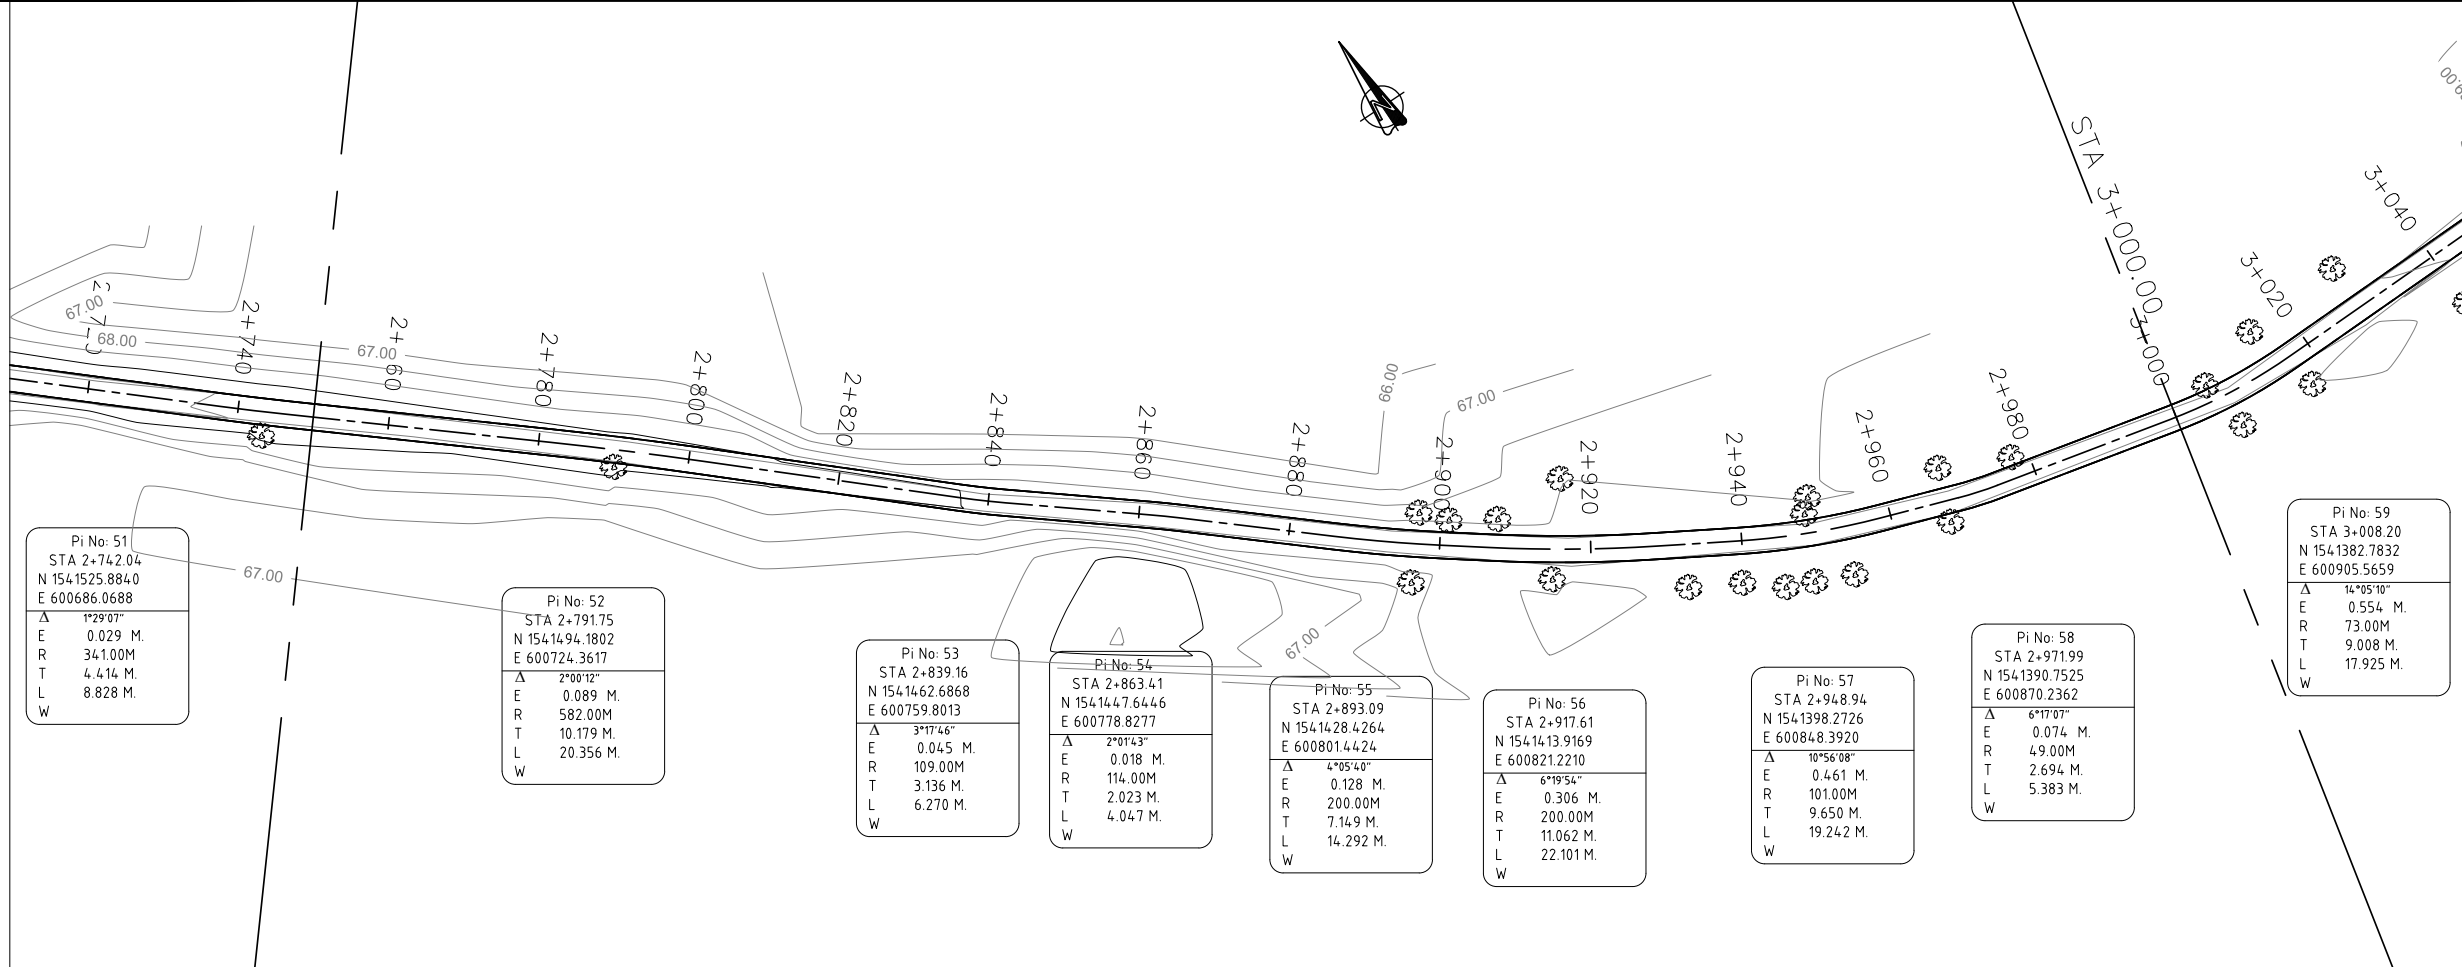 STA 3+000.00
2+740
2+760
2+780
2+800
2+820
2+840
2+860
2+880
2+900
2+920
2+940
2+960
2+980
3+000
3+020
3+040
67.00
68.00
67.00
67.00
66.00
67.00
67.00
N
Pi No: 51
STA 2+742.04
N 1541525.8840
E 600686.0688
Δ 1°29'07"
E 0.029 M.
R 341.00M
T 4.414 M.
L 8.828 M.
W
Pi No: 52
STA 2+791.75
N 1541494.1802
E 600724.3617
Δ 2°00'12"
E 0.089 M.
R 582.00M
T 10.179 M.
L 20.356 M.
W
Pi No: 53
STA 2+839.16
N 1541462.6868
E 600759.8013
Δ 3°17'46"
E 0.045 M.
R 109.00M
T 3.136 M.
L 6.270 M.
W
Pi No: 54
STA 2+863.41
N 1541447.6446
E 600778.8277
Δ 2°01'43"
E 0.018 M.
R 114.00M
T 2.023 M.
L 4.047 M.
W
Pi No: 55
STA 2+893.09
N 1541428.4264
E 600801.4424
Δ 4°05'40"
E 0.128 M.
R 200.00M
T 7.149 M.
L 14.292 M.
W
Pi No: 56
STA 2+917.61
N 1541413.9169
E 600821.2210
Δ 6°19'54"
E 0.306 M.
R 200.00M
T 11.062 M.
L 22.101 M.
W
Pi No: 57
STA 2+948.94
N 1541398.2726
E 600848.3920
Δ 10°56'08"
E 0.461 M.
R 101.00M
T 9.650 M.
L 19.242 M.
W
Pi No: 58
STA 2+971.99
N 1541390.7525
E 600870.2362
Δ 6°17'07"
E 0.074 M.
R 49.00M
T 2.694 M.
L 5.383 M.
W
Pi No: 59
STA 3+008.20
N 1541382.7832
E 600905.5659
Δ 14°05'10"
E 0.554 M.
R 73.00M
T 9.008 M.
L 17.925 M.
W